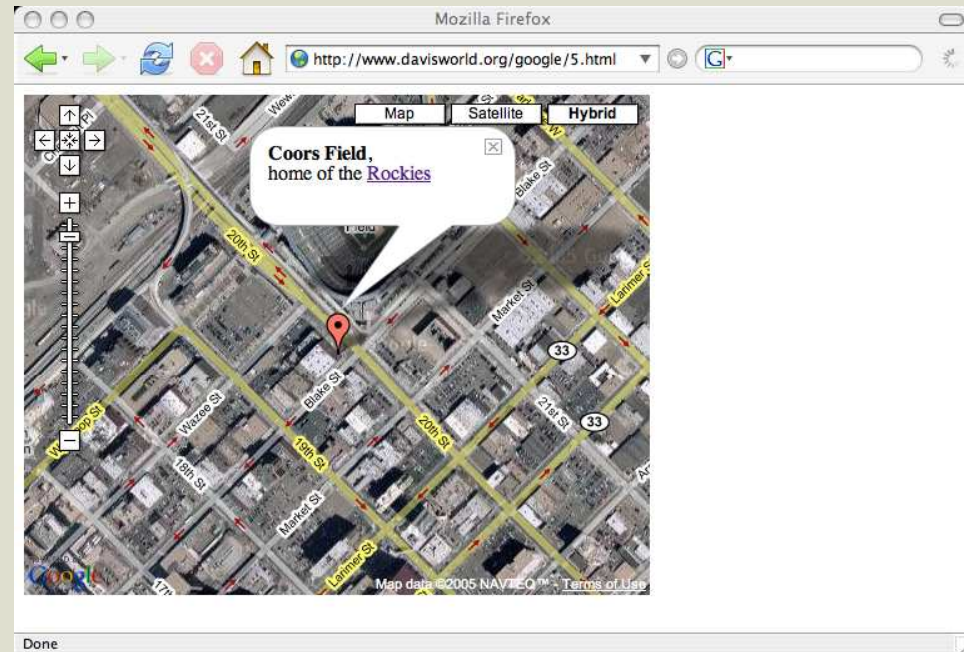 Mozilla Firefox
http://www.davisworld.org/google/5.html
G
Map
Satellite
Hybrid
21st St
Coors Field,
home of the Rockies
Blake St
Field
20th St
Larimer St
Market St
33
Blake St
Wazee St
21st St
33
20th St
19th St
18th St
Market St
Larimer St
17th
Google
Map data ©2005 NAVTEQ™ - Terms of Use
Done